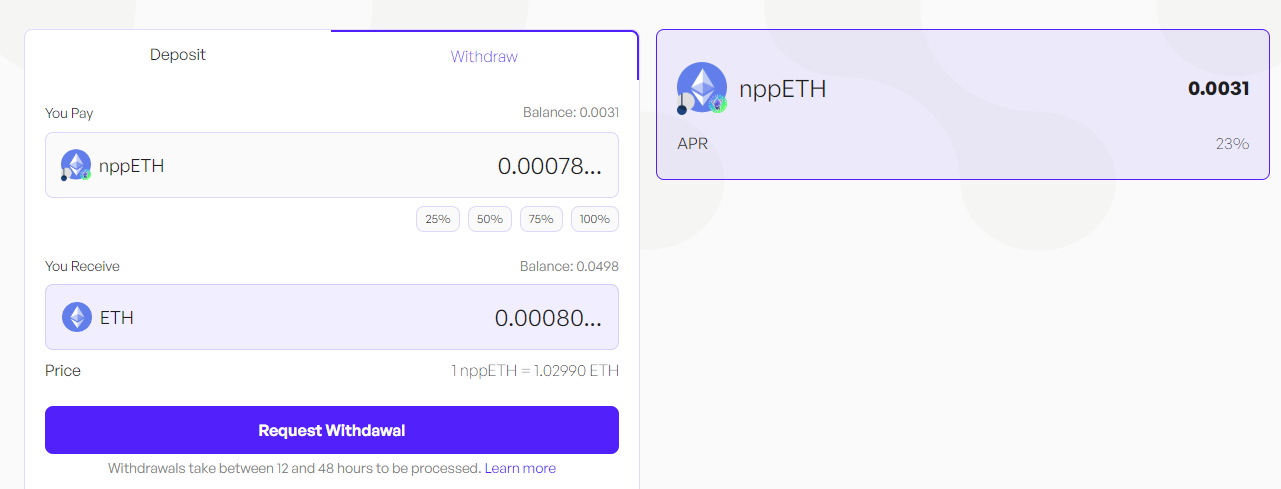 Deposit
Withdraw
You Pay
Balance: 0.0031
nppETH
0.00078...
25%
50%
75%
100%
You Receive
Balance: 0.0498
ETH
0.00080...
Price
1 nppETH = 1.02990 ETH
Request Withdawal
Withdrawals take between 12 and 48 hours to be processed. Learn more
nppETH
0.0031
APR
23%